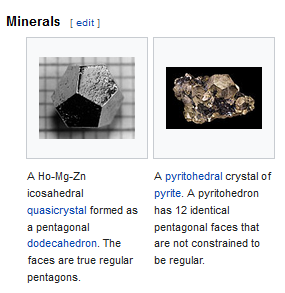 Minerals [ edit ]
A Ho-Mg-Zn
icosahedral
quasicrystal formed as
a pentagonal
dodecahedron. The
faces are true regular
pentagons.
A pyritohedral crystal of
pyrite. A pyritohedron
has 12 identical
pentagonal faces that
are not constrained to
be regular.